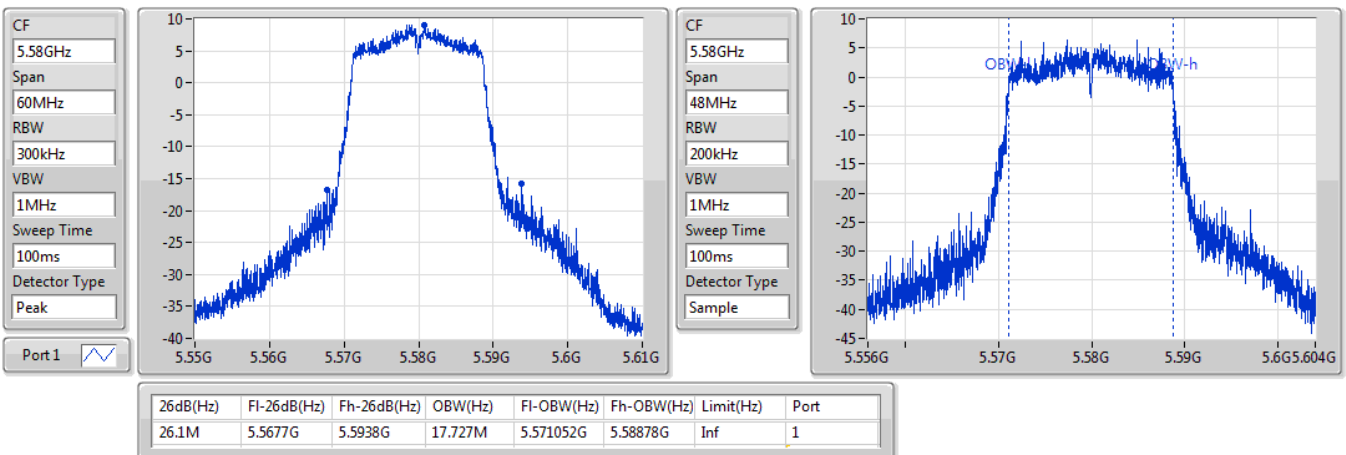 CF
5.58GHz
Span
60MHz
RBW
300kHz
VBW
1MHz
Sweep Time
100ms
Detector Type
Peak
Port 1
10
5
0
-5
-10
-15
-20
-25
-30
-35
-40
5.55G 5.56G 5.57G 5.58G 5.59G 5.6G 5.61G
CF
5.58GHz
Span
48MHz
RBW
200kHz
VBW
1MHz
Sweep Time
100ms
Detector Type
Sample
10
5
0
-5
-10
-15
-20
-25
-30
-35
-40
-45
OBW-h
5.556G 5.57G 5.58G 5.59G 5.6G 5.604G
26dB(Hz) Fl-26dB(Hz) Fh-26dB(Hz) OBW(Hz) Fl-OBW(Hz) Fh-OBW(Hz) Limit(Hz) Port
26.1M 5.5677G 5.5938G 17.727M 5.571052G 5.58878G Inf 1